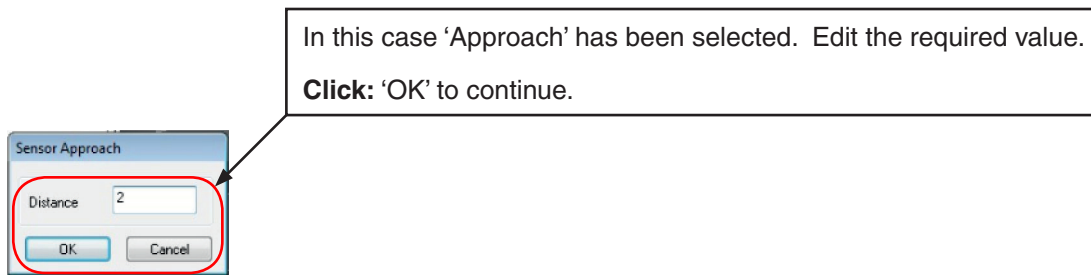 In this case ‘Approach’ has been selected.  Edit the required value.
Click: ‘OK’ to continue.
Sensor Approach
Distance 2
OK Cancel